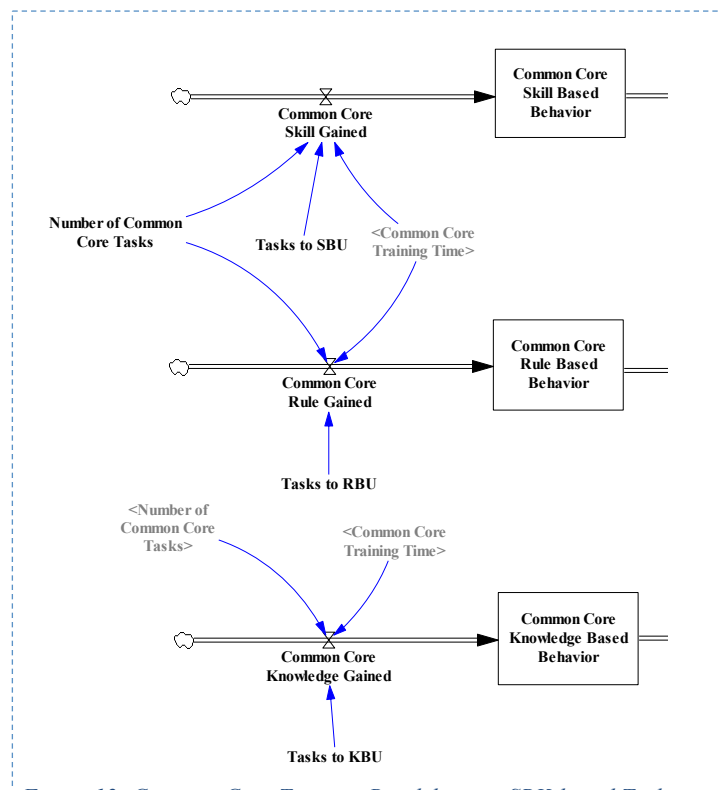 Common Core
Skill Based
Behavior
Common Core
Skill Gained
Number of Common
Core Tasks
Tasks to SBU
<Common Core
Training Time>
Common Core
Rule Based
Behavior
Common Core
Rule Gained
Tasks to RBU
<Number of
Common Core
Tasks>
<Common Core
Training Time>
Common Core
Knowledge Based
Behavior
Common Core
Knowledge Gained
Tasks to KBU